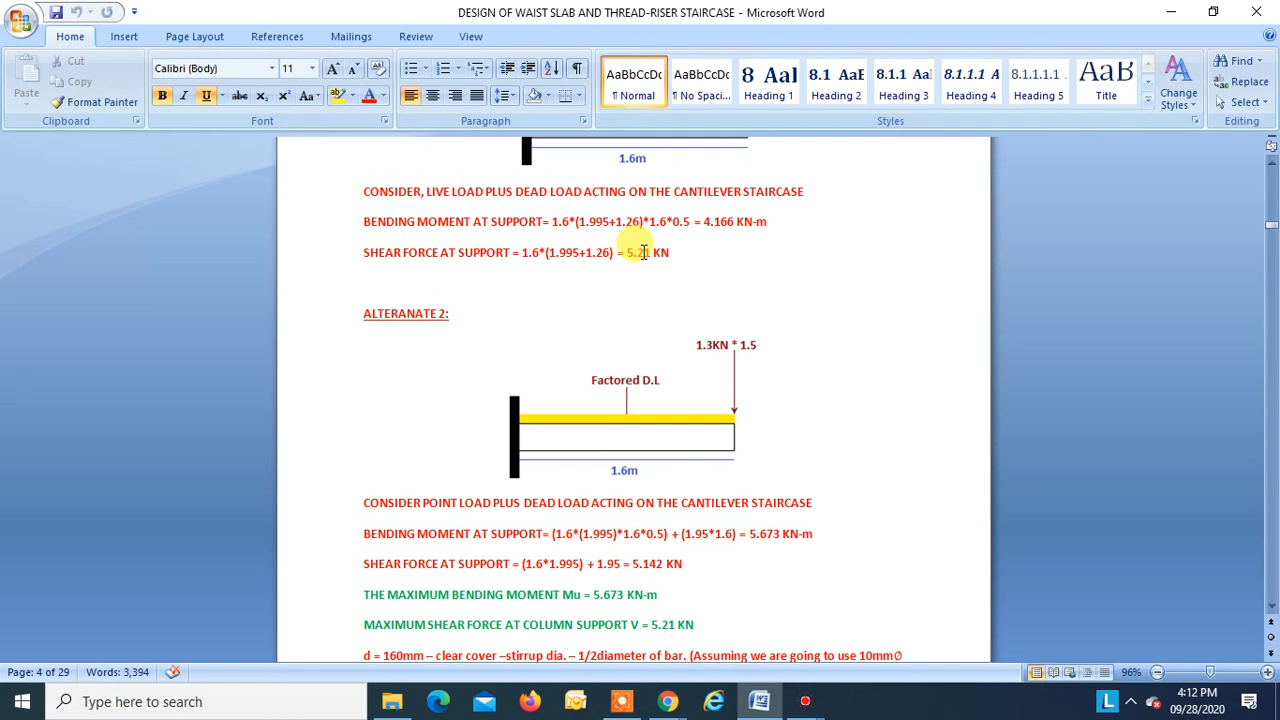 DESIGN OF WAIST SLAB AND THREAD-RISER STAIRCASE - Microsoft Word
Home Insert Page Layout References Mailings Review View
Cut
Copy
Format Painter
Paste
Clipboard
Calibri (Body) 11
Font
Paragraph
AaBbCcDc AaBbCcDc 8 Aal 8.1 AaE 8.1.1 Aa 8.1.1.1 A 8.1.1.1.1 AaB
¶ Normal ¶ No Spaci... Heading 1 Heading 2 Heading 3 Heading 4 Heading 5 Title
Change Styles
Styles
Find
Replace
Select
Editing
1.6m
CONSIDER, LIVE LOAD PLUS DEAD LOAD ACTING ON THE CANTILEVER STAIRCASE
BENDING MOMENT AT SUPPORT= 1.6*(1.995+1.26)*1.6*0.5 = 4.166 KN-m
SHEAR FORCE AT SUPPORT = 1.6*(1.995+1.26) = 5.21 KN
ALTERANATE 2:
1.3KN * 1.5
Factored D.L
1.6m
CONSIDER POINT LOAD PLUS DEAD LOAD ACTING ON THE CANTILEVER STAIRCASE
BENDING MOMENT AT SUPPORT= (1.6*(1.995)*1.6*0.5) + (1.95*1.6) = 5.673 KN-m
SHEAR FORCE AT SUPPORT = (1.6*1.995) + 1.95 = 5.142 KN
THE MAXIMUM BENDING MOMENT Mu = 5.673 KN-m
MAXIMUM SHEAR FORCE AT COLUMN SUPPORT V = 5.21 KN
d = 160mm – clear cover –stirrup dia. – 1/2diameter of bar. (Assuming we are going to use 10mmØ
Page: 4 of 29 Words: 3,394 96%
Type here to search
4:12 PM
09/28/2020